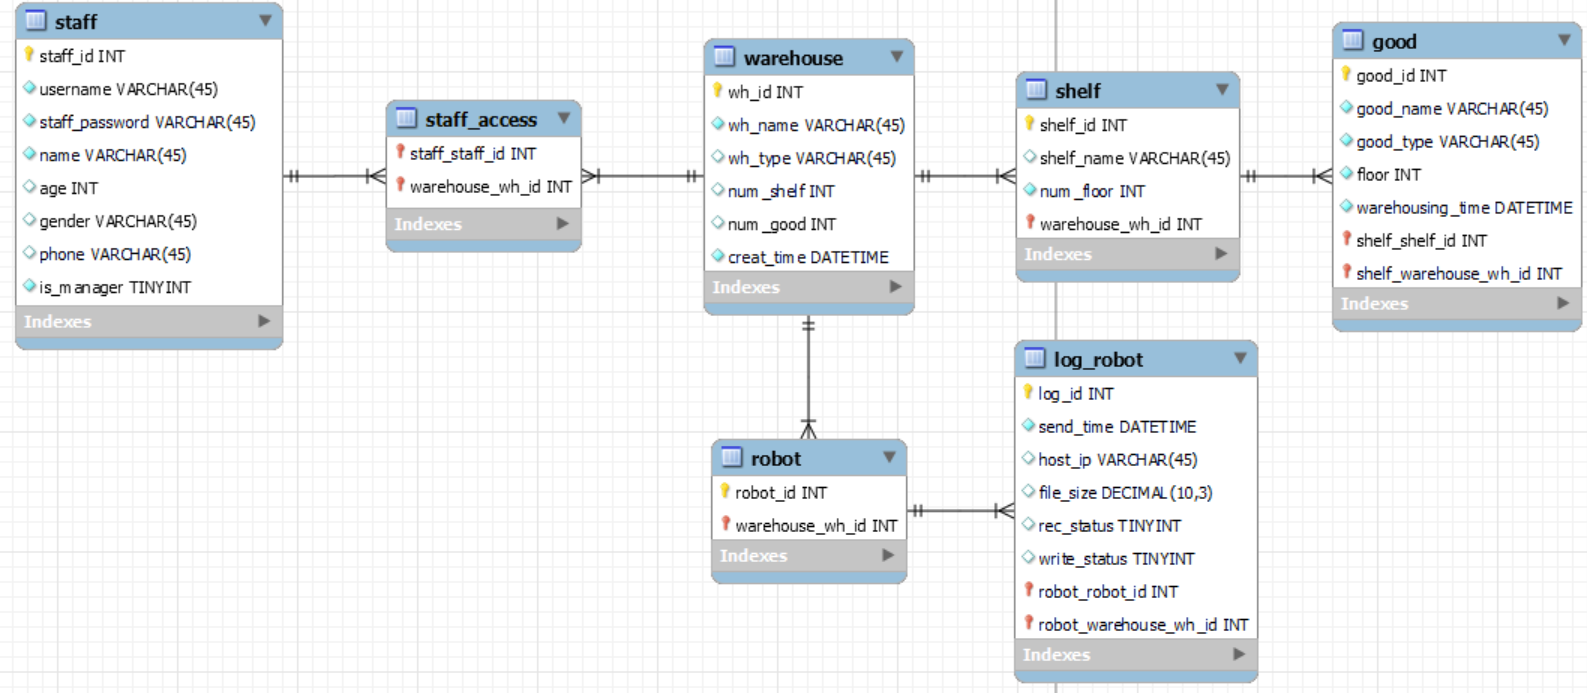 staff
staff_id INT
username VARCHAR(45)
staff_password VARCHAR(45)
name VARCHAR(45)
age INT
gender VARCHAR(45)
phone VARCHAR(45)
is_manager TINYINT
Indexes
staff_access
staff_staff_id INT
warehouse_wh_id INT
Indexes
warehouse
wh_id INT
wh_name VARCHAR(45)
wh_type VARCHAR(45)
num_shelf INT
num_good INT
creat_time DATETIME
Indexes
shelf
shelf_id INT
shelf_name VARCHAR(45)
num_floor INT
warehouse_wh_id INT
Indexes
good
good_id INT
good_name VARCHAR(45)
good_type VARCHAR(45)
floor INT
warehousing_time DATETIME
shelf_shelf_id INT
shelf_warehouse_wh_id INT
Indexes
robot
robot_id INT
warehouse_wh_id INT
Indexes
log_robot
log_id INT
send_time DATETIME
host_ip VARCHAR(45)
file_size DECIMAL(10,3)
rec_status TINYINT
write_status TINYINT
robot_robot_id INT
robot_warehouse_wh_id INT
Indexes